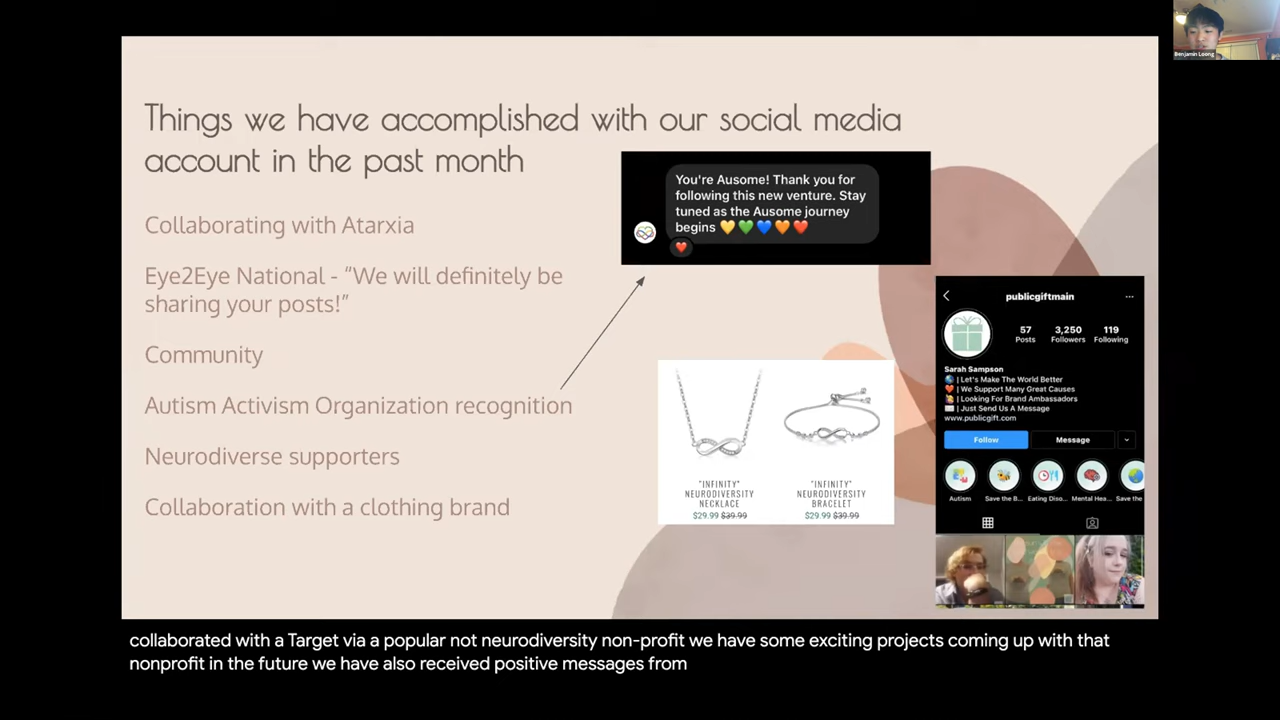 Benjamin Loong
Things we have accomplished with our social media
account in the past month
Collaborating with Atarxia
Eye2Eye National - “We will definitely be
sharing your posts!”
Community
Autism Activism Organization recognition
Neurodiverse supporters
Collaboration with a clothing brand
You're Ausome! Thank you for
following this new venture. Stay
tuned as the Ausome journey
begins 💛💚💙🧡❤️
❤️
"INFINITY"
NEURODIVERSITY
NECKLACE
$29.99 $39.99
"INFINITY"
NEURODIVERSITY
BRACELET
$29.99 $39.99
publicgiftmain
57 3,250 119
Posts Followers Following
Sarah Sampson
| Let's Make The World Better
| We Support Many Great Causes
| Looking For Brand Ambassadors
| Just Send Us A Message
www.publicgift.com
Follow Message
Autism Save the B... Eating Diso... Mental Hea... Save the
collaborated with a Target via a popular not neurodiversity non-profit we have some exciting projects coming up with that
nonprofit in the future we have also received positive messages from